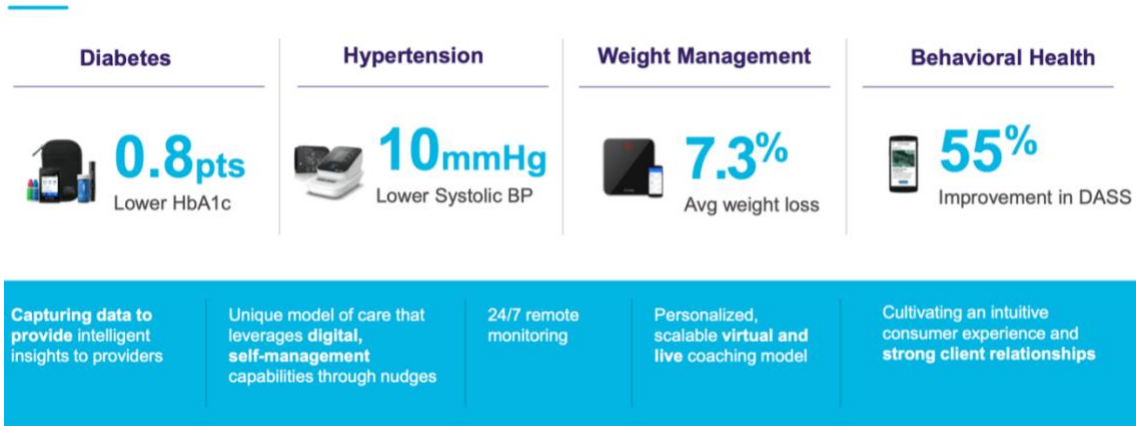 Diabetes
0.8pts
Lower HbA1c
Hypertension
10mmHg
Lower Systolic BP
Weight Management
7.3%
Avg weight loss
Behavioral Health
55%
Improvement in DASS
Capturing data to
provide intelligent
insights to providers
Unique model of care that
leverages digital,
self-management
capabilities through nudges
24/7 remote
monitoring
Personalized,
scalable virtual and
live coaching model
Cultivating an intuitive
consumer experience and
strong client relationships